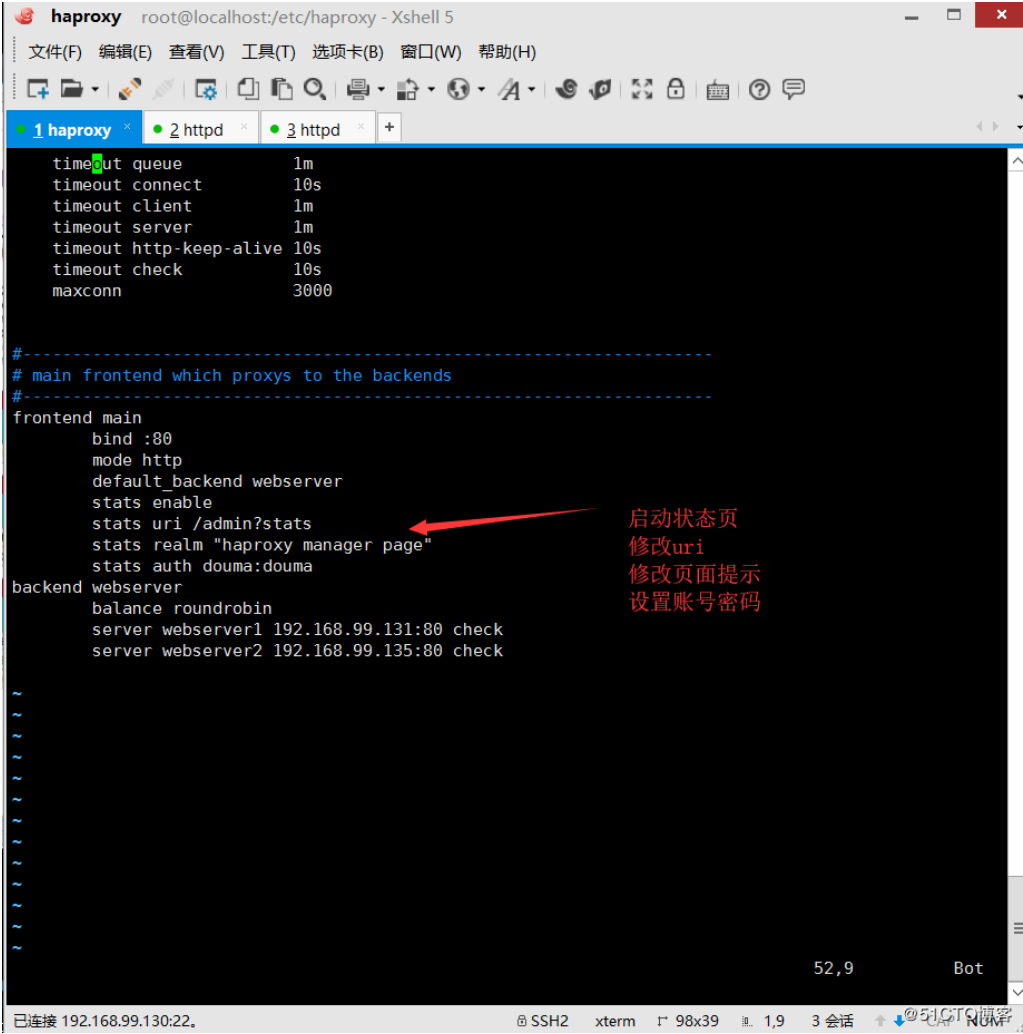 haproxy root@localhost:/etc/haproxy - Xshell 5
文件(F) 编辑(E) 查看(V) 工具(T) 选项卡(B) 窗口(W) 帮助(H)
1 haproxy × 2 httpd × 3 httpd × +
timeout queue 1m
timeout connect 10s
timeout client 1m
timeout server 1m
timeout http-keep-alive 10s
timeout check 10s
maxconn 3000
#---------------------------------------------------------------------
# main frontend which proxys to the backends
#---------------------------------------------------------------------
frontend main
bind :80
mode http
default_backend webserver
stats enable
stats uri /admin?stats
stats realm "haproxy manager page"
stats auth douma:douma
backend webserver
balance roundrobin
server webserver1 192.168.99.131:80 check
server webserver2 192.168.99.135:80 check
启动状态页
修改uri
修改页面提示
设置账号密码
~
~
~
~
~
~
~
~
~
~
~
~
~
52,9 Bot
已连接 192.168.99.130:22。 SSH2 xterm 98x39 1,9 3 会话 CAP NUM
@51CTO博客